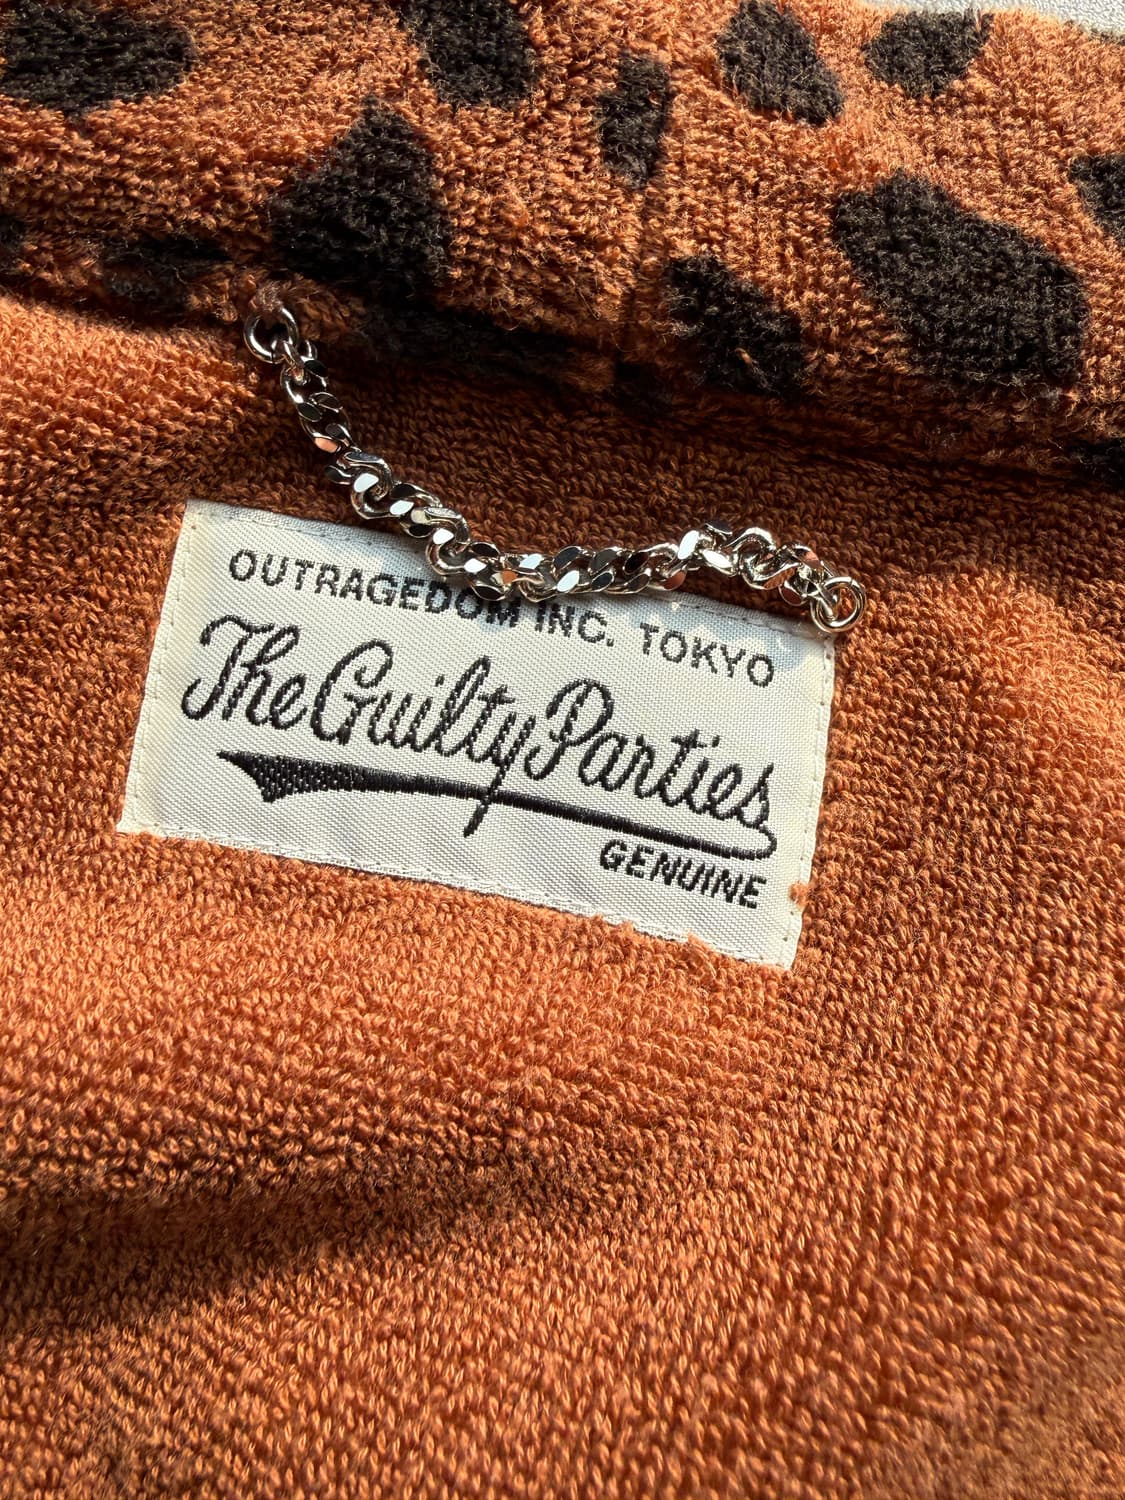 OUTRAGEDOM INC. TOKYO
The Guilty Parties
GENUINE